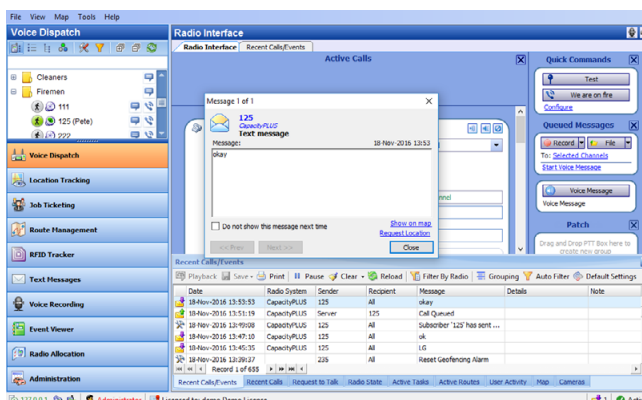 File View Map Tools Help
Voice Dispatch
Radio Interface
Radio Interface Recent Calls/Events
Active Calls
Quick Commands
Cleaners
Firemen
111
125 (Pete)
222
Test
We are on fire
Configure
Queued Messages
Record File
To: Selected Channels
Start Voice Message
Voice Message
Voice Message
Patch
Drag and Drop PTT Box here to
create new group
Message 1 of 1
125
CapacityPLUS
Text message
Message: 18-Nov-2016 13:53
okay
Do not show this message next time
Show on map
Request Location
<< Prev Next >> Close
Voice Dispatch
Location Tracking
Job Ticketing
Route Management
RFID Tracker
Text Messages
Voice Recording
Event Viewer
Radio Allocation
Administration
Recent Calls/Events
Playback Save Print Pause Clear Reload Filter By Radio Grouping Auto Filter Default Settings
Date Radio System Sender Recipient Message Details Note
18-Nov-2016 13:53:53 CapacityPLUS 125 All okay
18-Nov-2016 13:51:19 CapacityPLUS Server 125 Call Queued
18-Nov-2016 13:49:08 CapacityPLUS 125 All Subscriber '125' has sent ...
18-Nov-2016 13:47:10 CapacityPLUS 125 All ok
18-Nov-2016 13:45:35 CapacityPLUS 125 All LG
18-Nov-2016 13:39:37 235 All Reset Geofencing Alarm
Record 1 of 655
Recent Calls/Events Recent Calls Request to Talk Radio State Active Tasks Active Routes User Activity Map Cameras